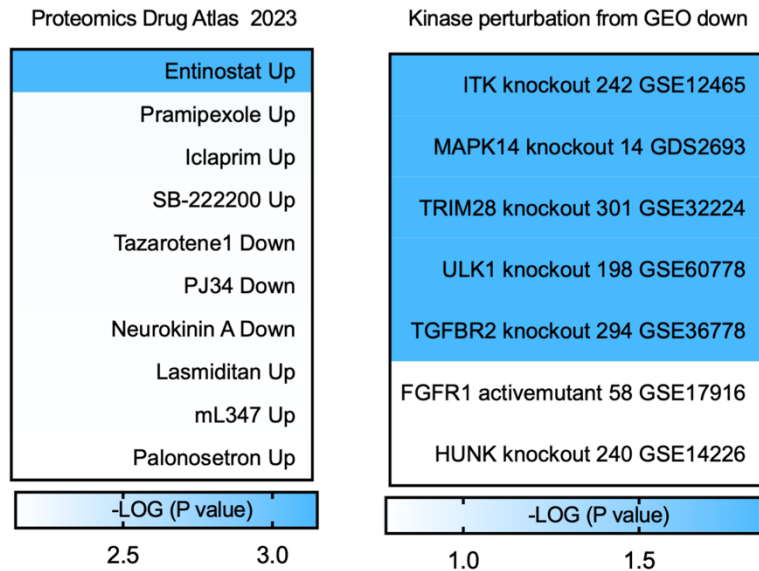 Proteomics Drug Atlas 2023
Entinostat Up
Pramipexole Up
Iclaprim Up
SB-222200 Up
Tazarotene1 Down
PJ34 Down
Neurokinin A Down
Lasmiditan Up
mL347 Up
Palonosetron Up
-LOG (P value)
2.5 3.0
Kinase perturbation from GEO down
ITK knockout 242 GSE12465
MAPK14 knockout 14 GDS2693
TRIM28 knockout 301 GSE32224
ULK1 knockout 198 GSE60778
TGFBR2 knockout 294 GSE36778
FGFR1 activemutant 58 GSE17916
HUNK knockout 240 GSE14226
-LOG (P value)
1.0 1.5